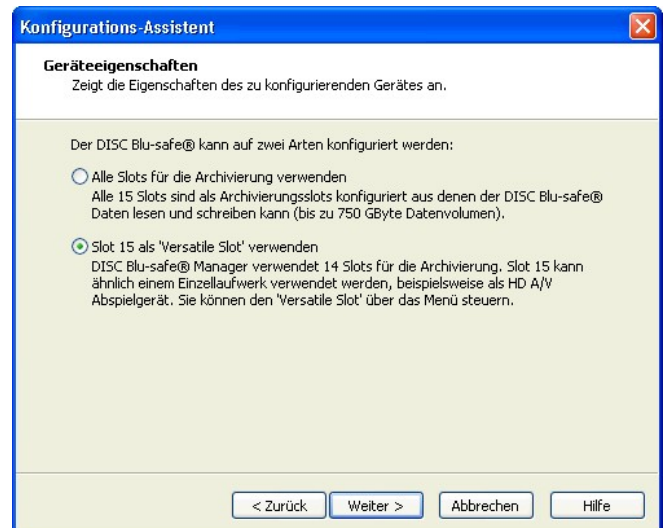 Konfigurations-Assistent
Geräteeigenschaften
Zeigt die Eigenschaften des zu konfigurierenden Gerätes an.
Der DISC Blu-safe® kann auf zwei Arten konfiguriert werden:
Alle Slots für die Archivierung verwenden
Alle 15 Slots sind als Archivierungsslots konfiguriert aus denen der DISC Blu-safe®
Daten lesen und schreiben kann (bis zu 750 GByte Datenvolumen).
Slot 15 als 'Versatile Slot' verwenden
DISC Blu-safe® Manager verwendet 14 Slots für die Archivierung. Slot 15 kann
ähnlich einem Einzellaufwerk verwendet werden, beispielsweise als HD A/V
Abspielgerät. Sie können den 'Versatile Slot' über das Menü steuern.
< Zurück
Weiter >
Abbrechen
Hilfe